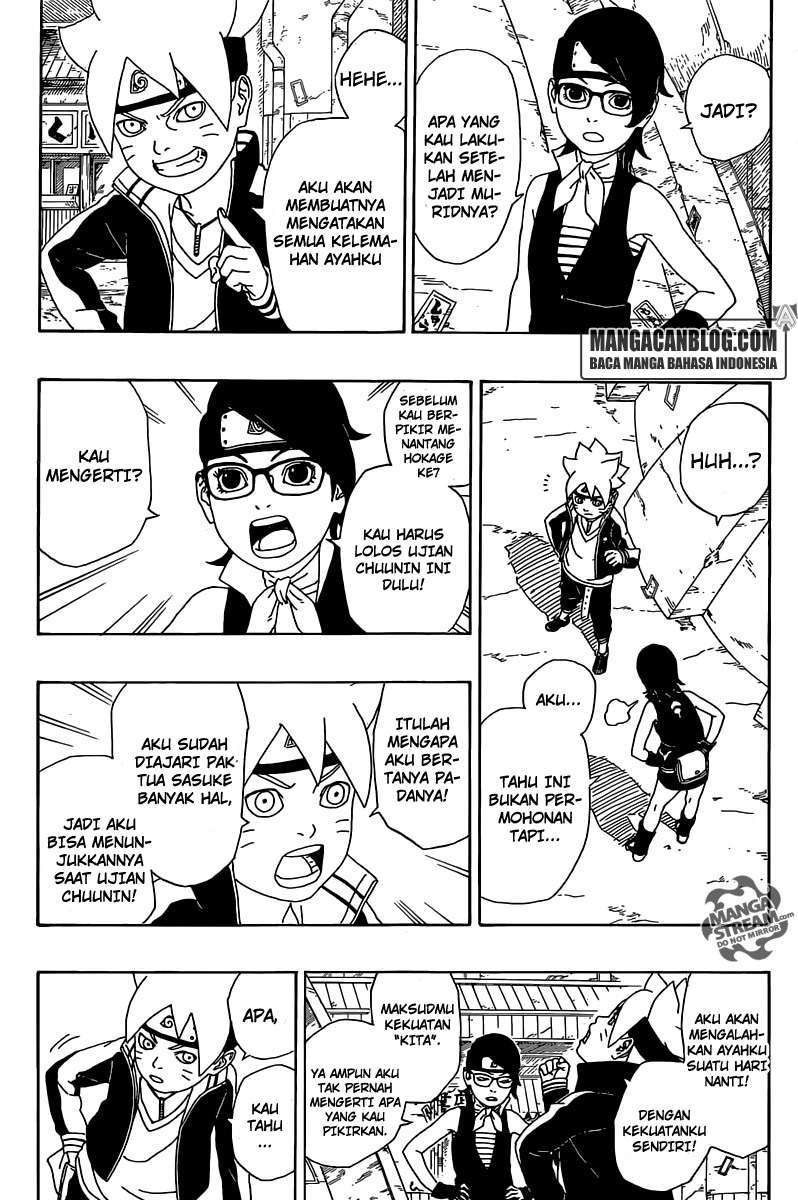 JADI?
APA YANG
KAU LAKU-
KAN SETE-
LAH MEN-
JADI MU-
RIDNYA?
HEHE...
AKU AKAN
MEMBUATNYA
MENGATAKAN
SEMUA KELEMA-
HAN AYAHKU
MANGACANBLOG.COM
BACA MANGA BAHASA INDONESIA
HUH...?
AKU...
TAHU INI
BUKAN PER-
MOHONAN
TAPI...
SEBELUM
KAU BER-
PIKIR ME-
NANTANG
HOKAGE
KE7
KAU HARUS
LOLOS UJIAN
CHUUNIN INI
DULU!
KAU
MENGERTI?
ITULAH
MENGAPA
AKU BER-
TANYA PA-
DANYA!
AKU SUDAH
DIAJARI PAK
TUA SASUKE
BANYAK HAL,
JADI AKU
BISA MENUN-
JUKKANNYA
SAAT UJIAN
CHUUNIN!
MANGA
STREAM.com
DO NOT MIRROR
AKU AKAN
MENGALAH-
KAN AYAHKU
SUATU HARI
NANTI!
DENGAN
KEKUATANKU
SENDIRI!
MAKSUDMU
KEKUATAN
"KITA".
YA AMPUN AKU
TAK PERNAH
MENGERTI APA
YANG KAU
PIKIRKAN.
APA,
KAU
TAHU
...